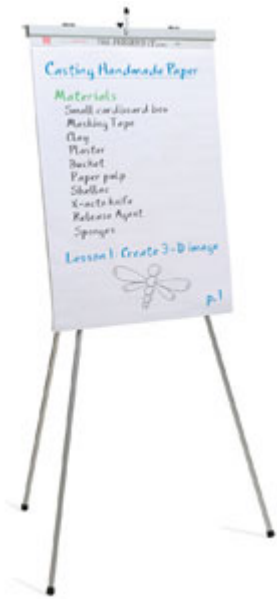 Casting Handmade Paper
Materials
Small cardboard box
Masking Tape
Clay
Plaster
Bucket
Paper pulp
Shellac
X-acto knife
Release Agent
Sponges
Lesson 1: Create 3-D image
p.1